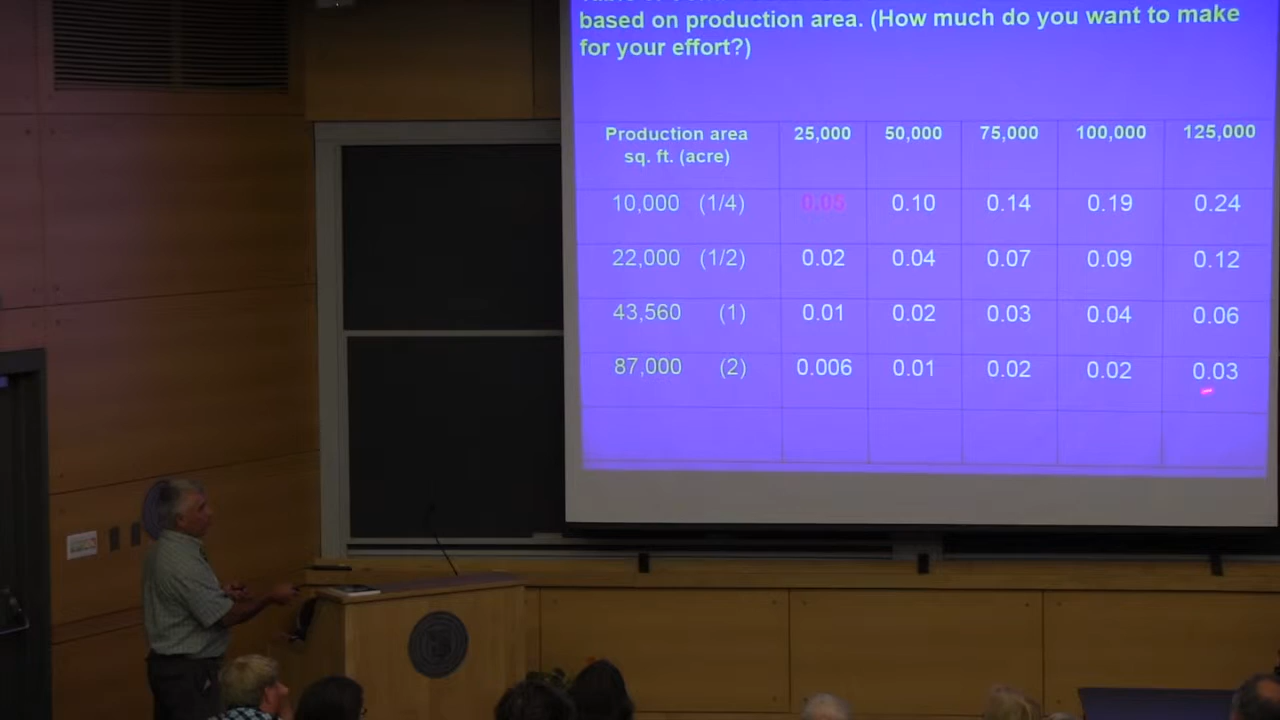 based on production area. (How much do you want to make
for your effort?)
Production area 25,000 50,000 75,000 100,000 125,000
sq. ft. (acre)
10,000 (1/4) 0.05 0.10 0.14 0.19 0.24
22,000 (1/2) 0.02 0.04 0.07 0.09 0.12
43,560 (1) 0.01 0.02 0.03 0.04 0.06
87,000 (2) 0.006 0.01 0.02 0.02 0.03